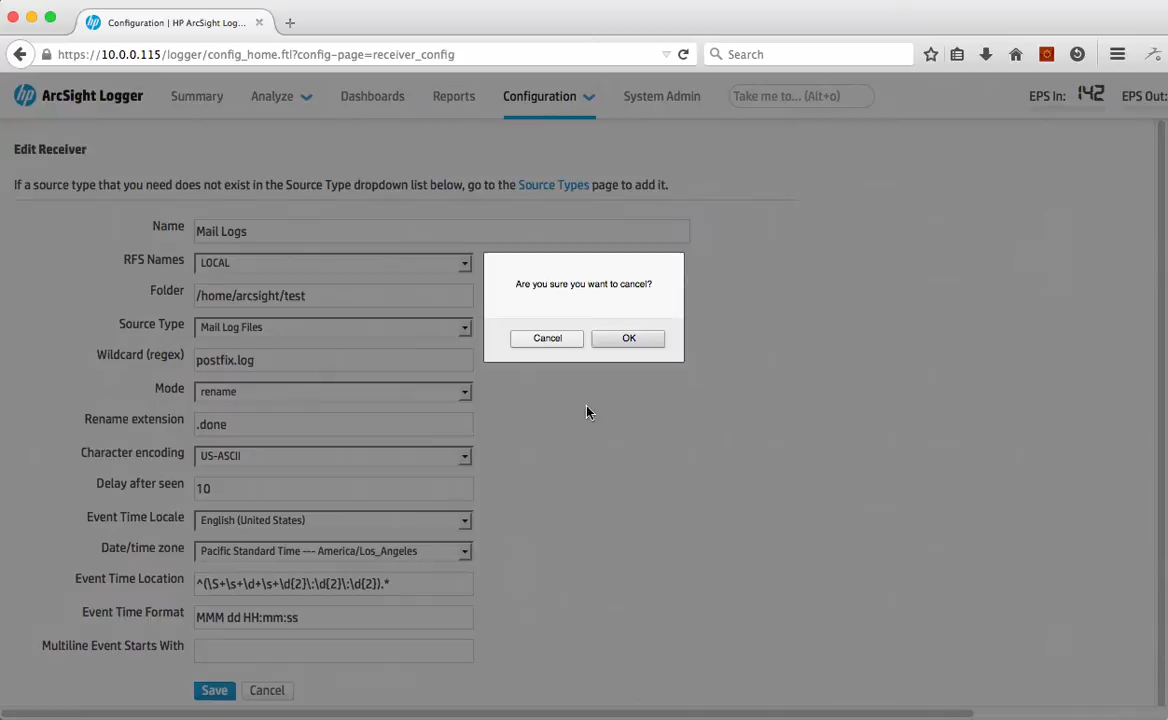 Configuration | HP ArcSight Log...
https://10.0.0.115/logger/config_home.ftl?config-page=receiver_config
Search
hp ArcSight Logger Summary Analyze Dashboards Reports Configuration System Admin Take me to... (Alt+o) EPS In: 142 EPS Out:
Edit Receiver
If a source type that you need does not exist in the Source Type dropdown list below, go to the Source Types page to add it.
Name Mail Logs
RFS Names LOCAL
Are you sure you want to cancel?
Folder /home/arcsight/test
Source Type Mail Log Files
Cancel OK
Wildcard (regex) postfix.log
Mode rename
Rename extension .done
Character encoding US-ASCII
Delay after seen 10
Event Time Locale English (United States)
Date/time zone Pacific Standard Time --- America/Los_Angeles
Event Time Location ^(\S+\s+\d+\s+\d{2}\:\d{2}\:\d{2}).*
Event Time Format MMM dd HH:mm:ss
Multiline Event Starts With
Save Cancel